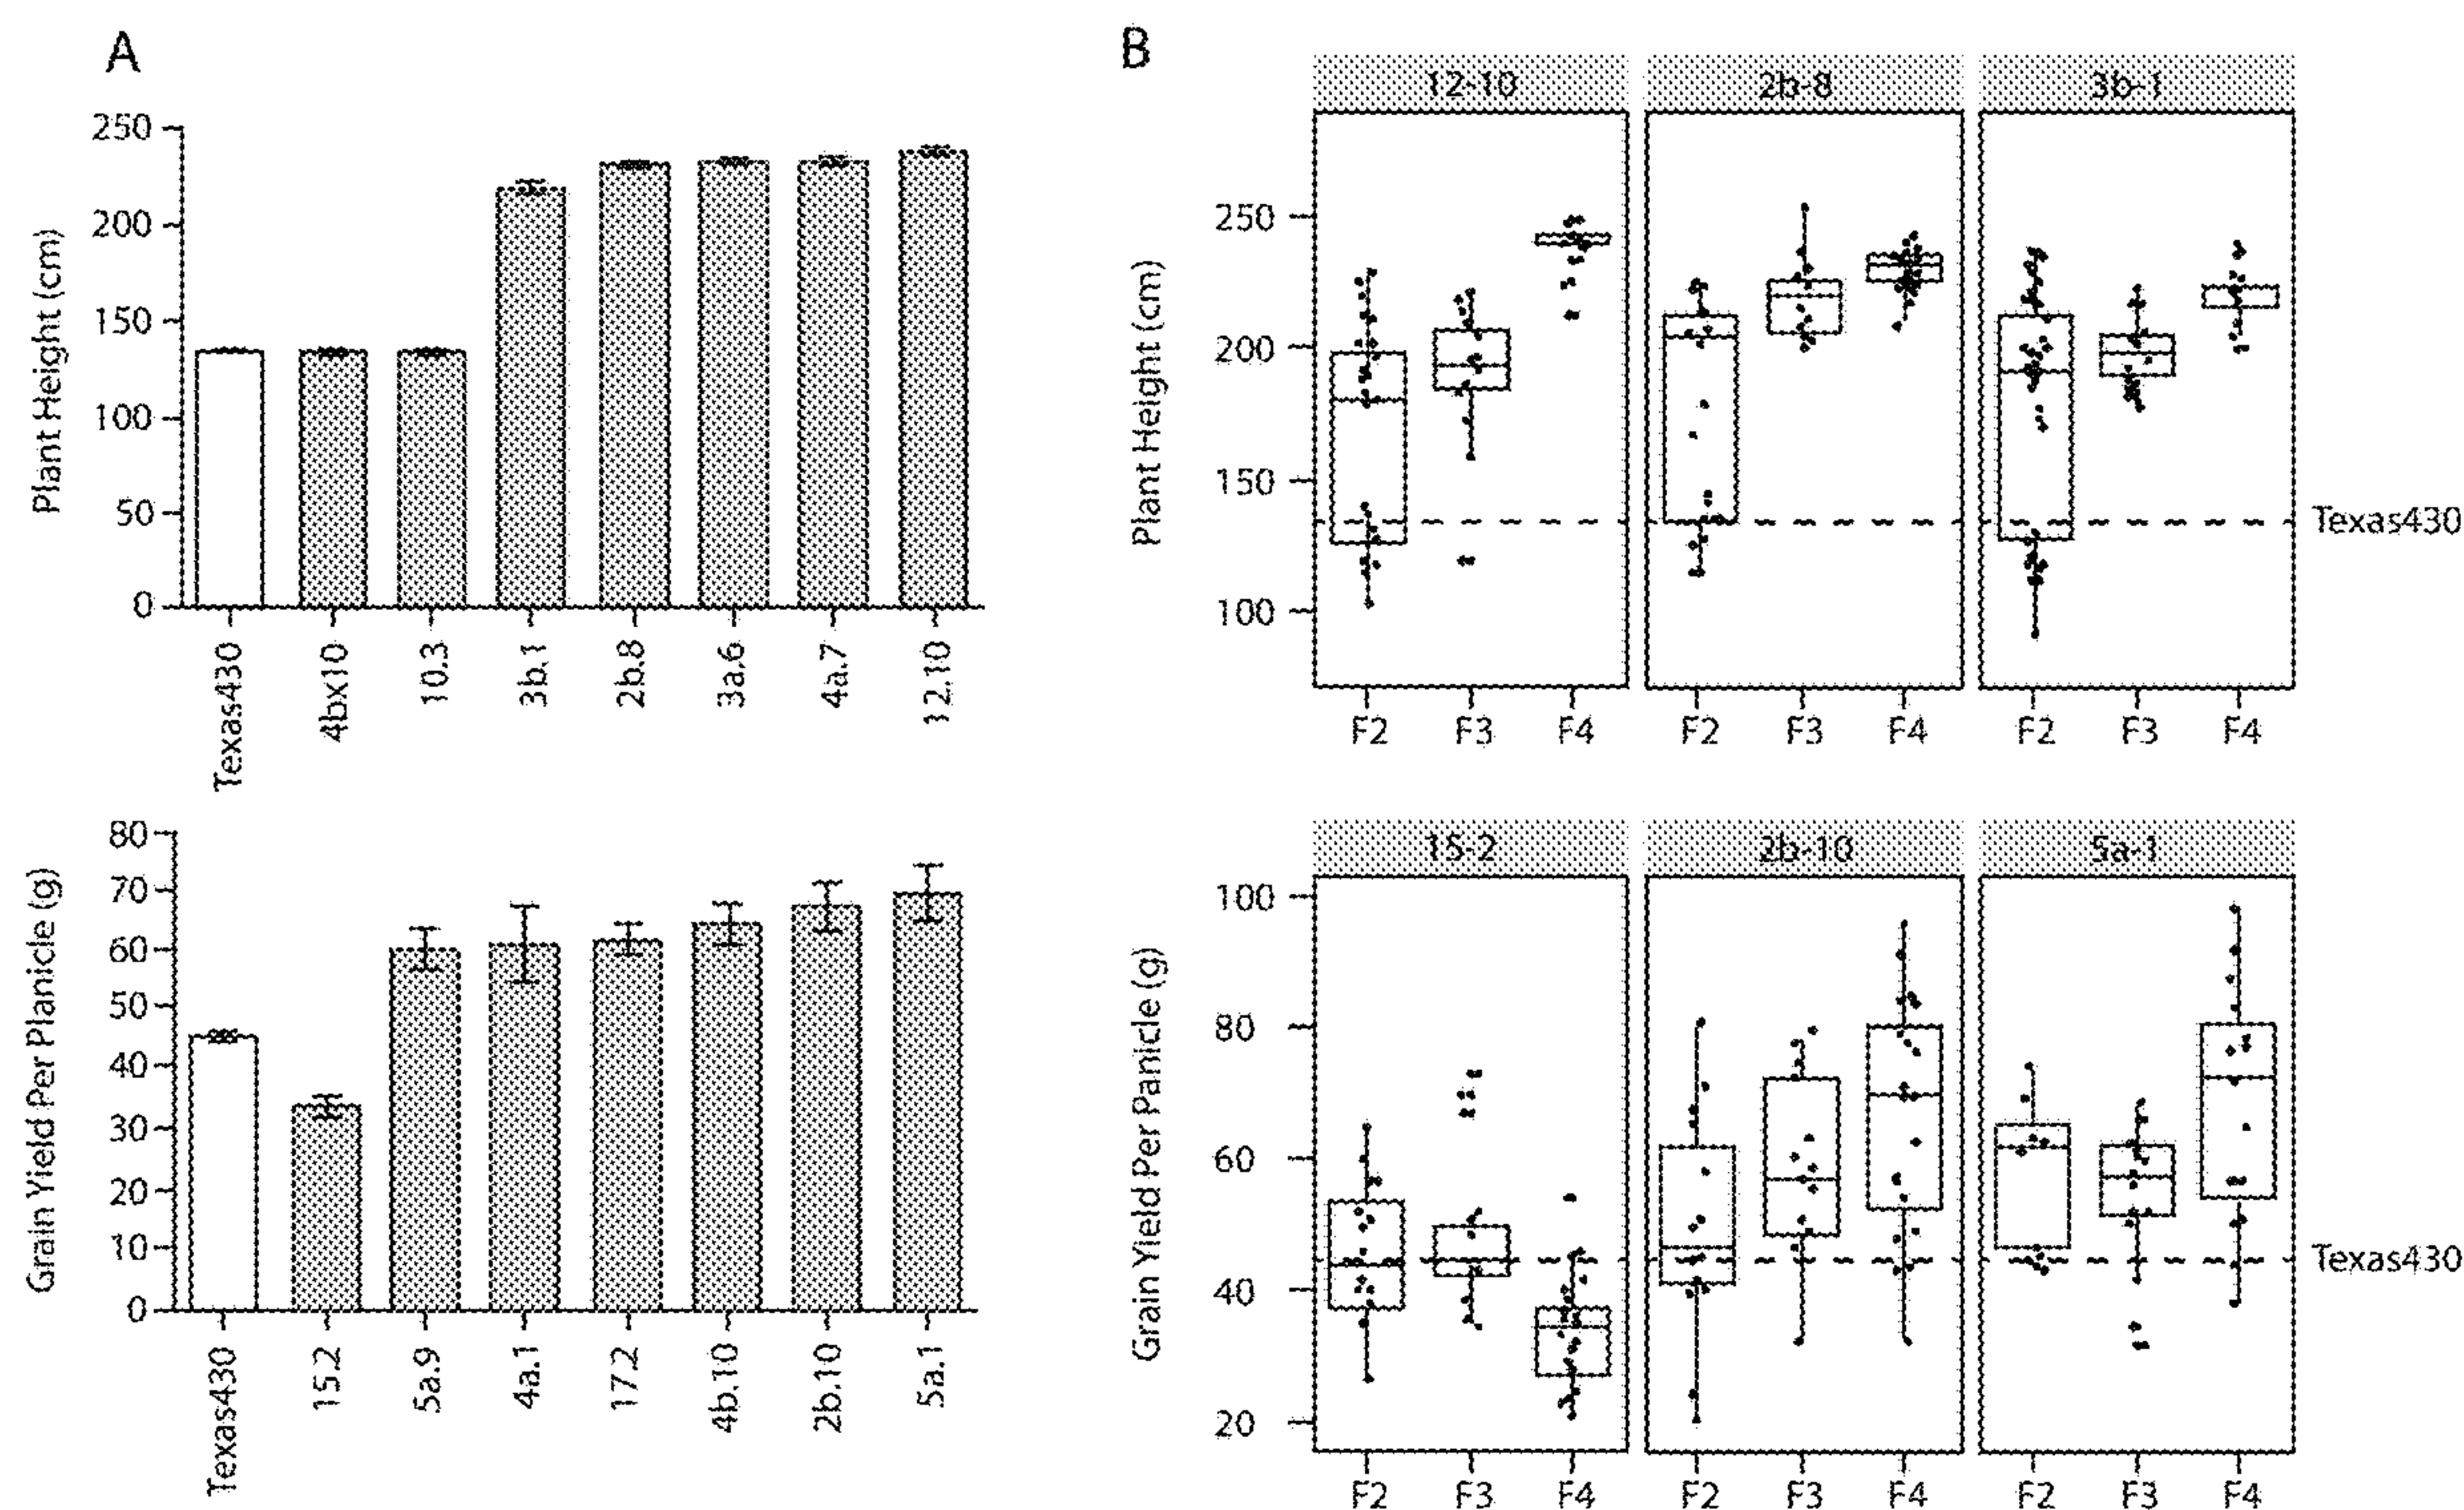 A
Plant Height (cm)
250
200
150
100
50
0
Texas430
4bx10
10.3
3b.1
2b.8
3a.6
4a.7
12.10
Grain Yield Per Planicle (g)
80
70
60
50
40
30
20
10
0
Texas430
15.2
5a.9
4a.1
17.2
4b.10
2b.10
5a.1
B
12-10
2b-8
3b-1
Plant Height (cm)
250
200
150
100
Texas430
F2 F3 F4
F2 F3 F4
F2 F3 F4
15-2
2b-10
5a-1
Grain Yield Per Panicle (g)
100
80
60
40
20
Texas430
F2 F3 F4
F2 F3 F4
F2 F3 F4